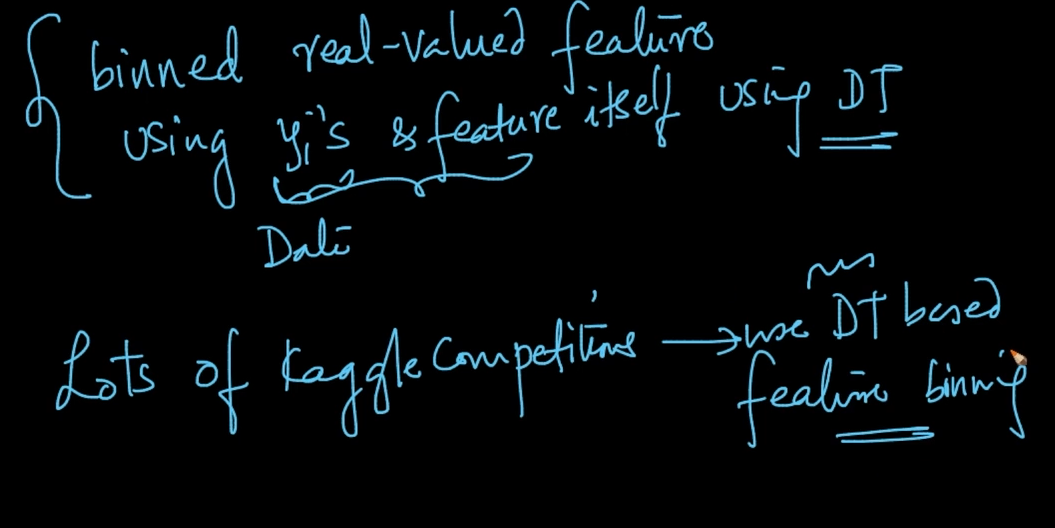 binned real-valued feature
using yi's & feature itself using DT
Data
Lots of Kaggle Competitions → use DT based
feature binning